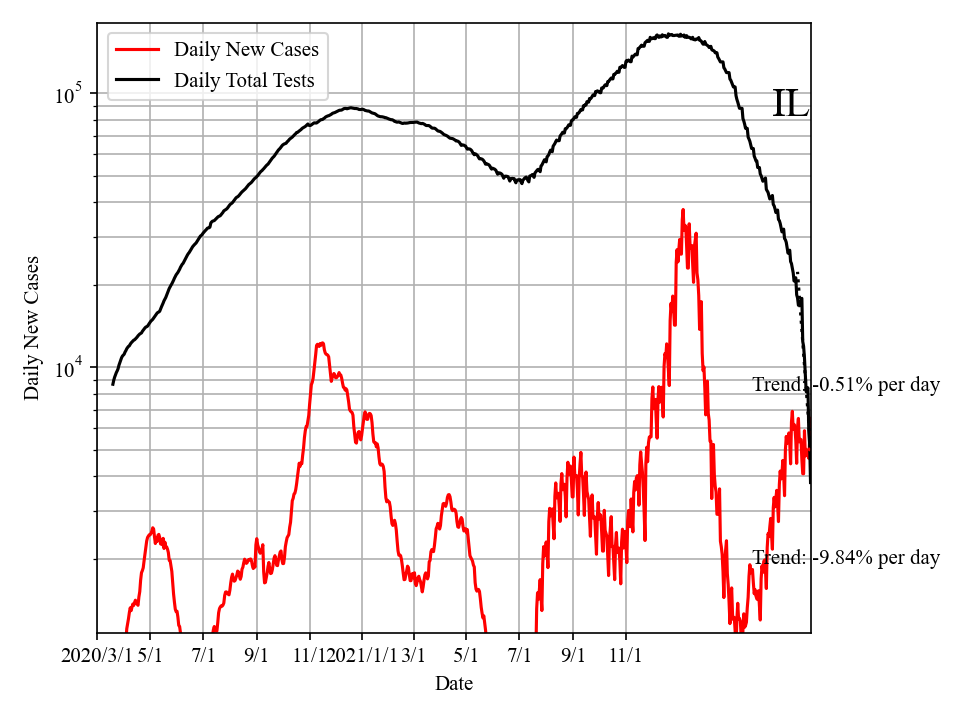 Daily New Cases
Daily Total Tests
IL
10^5
10^4
Daily New Cases
Trend: -0.51% per day
Trend: -9.84% per day
2020/3/1 5/1 7/1 9/1 11/1 2021/1/1 3/1 5/1 7/1 9/1 11/1
Date